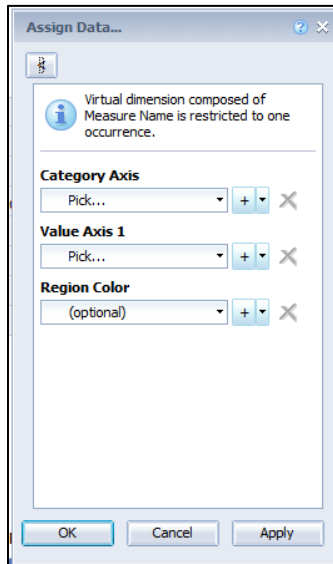 Assign Data...
Virtual dimension composed of
Measure Name is restricted to one
occurrence.
Category Axis
Pick...
Value Axis 1
Pick...
Region Color
(optional)
OK Cancel Apply